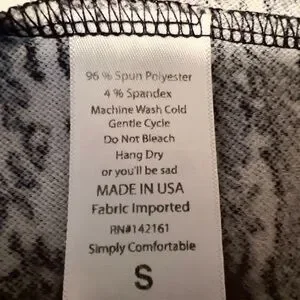 96 % Spun Polyester
4 % Spandex
Machine Wash Cold
Gentle Cycle
Do Not Bleach
Hang Dry
or you'll be sad
MADE IN USA
Fabric Imported
RN#142161
Simply Comfortable
S